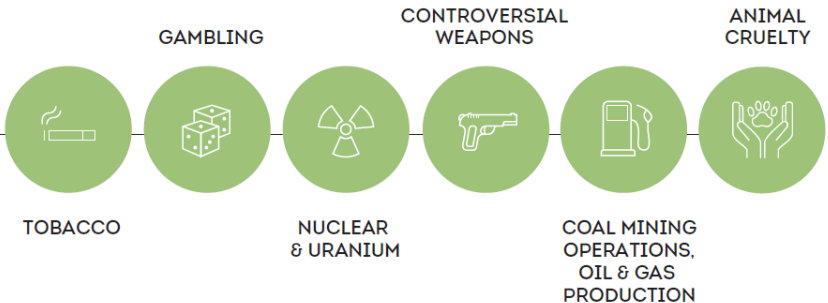 TOBACCO
GAMBLING
NUCLEAR
& URANIUM
CONTROVERSIAL
WEAPONS
COAL MINING
OPERATIONS,
OIL & GAS
PRODUCTION
ANIMAL
CRUELTY